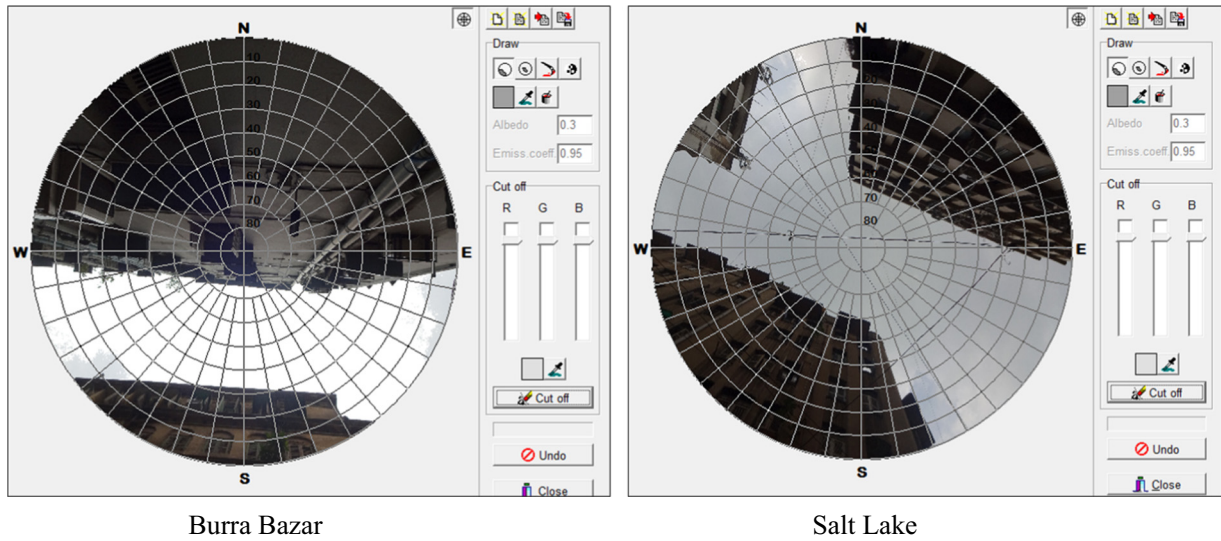 N
10
20
30
40
50
60
70
80
W
E
S
Draw
Albedo 0.3
Emiss.coeff 0.95
Cut off
R G B
Cut off
Undo
Close
N
30
40
70
80
W
E
S
Draw
Albedo 0.3
Emiss.coeff 0.95
Cut off
R G B
Cut off
Undo
Close
Burra Bazar
Salt Lake